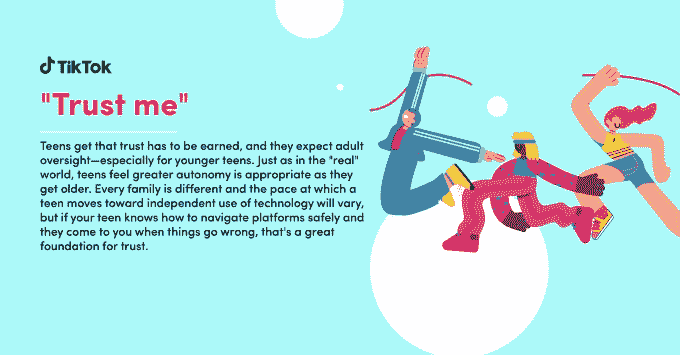 TikTok
"Trust me"
Teens get that trust has to be earned, and they expect adult
oversight—especially for younger teens. Just as in the "real"
world, teens feel greater autonomy is appropriate as they
get older. Every family is different and the pace at which a
teen moves toward independent use of technology will vary,
but if your teen knows how to navigate platforms safely and
they come to you when things go wrong, that's a great
foundation for trust.